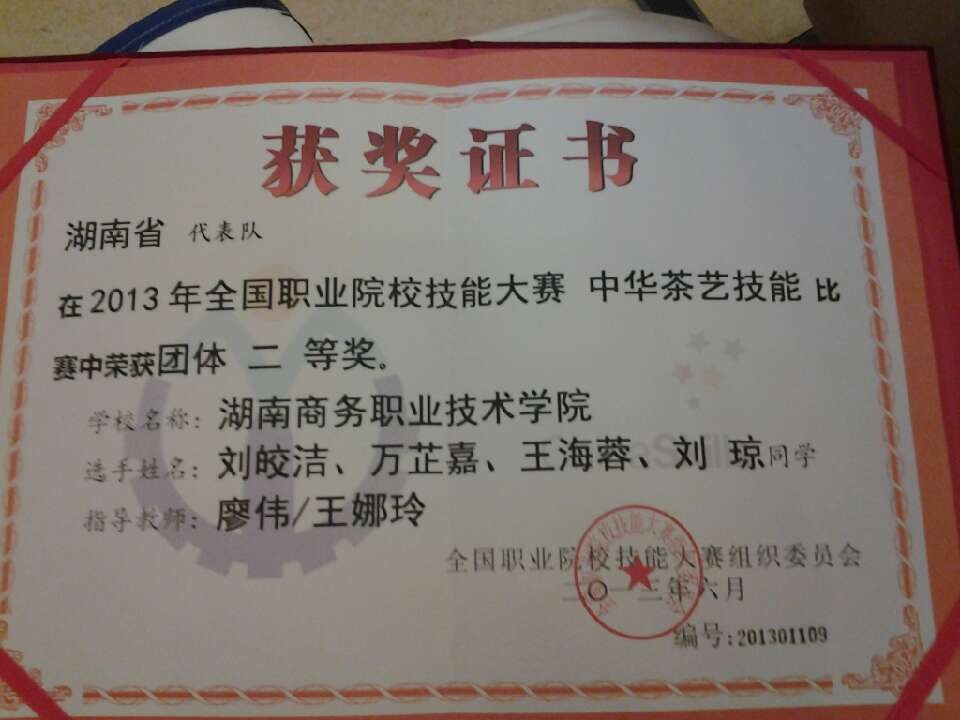 获奖证书
湖南省 代表队
在2013年全国职业院校技能大赛 中华茶艺技能 比
赛中荣获团体 二 等奖。
学校名称：湖南商务职业技术学院
选手姓名：刘皎洁、万芷嘉、王海蓉、刘 琼同学
指导教师：廖伟/王娜玲
全国职业院校技能大赛组织委员会
二〇一三年六月
编号：201301109